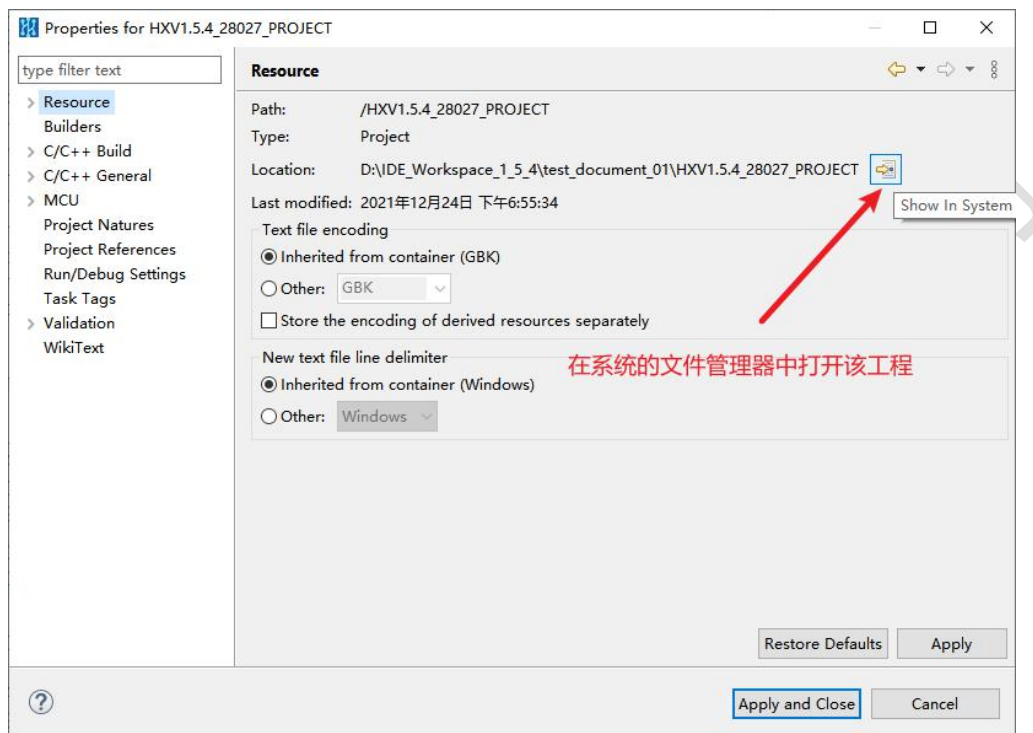 Properties for HXV1.5.4_28027_PROJECT
type filter text
Resource
Builders
C/C++ Build
C/C++ General
MCU
Project Natures
Project References
Run/Debug Settings
Task Tags
Validation
WikiText
Resource
Path: /HXV1.5.4_28027_PROJECT
Type: Project
Location: D:\IDE_Workspace_1_5_4\test_document_01\HXV1.5.4_28027_PROJECT
Show In System
Last modified: 2021年12月24日 下午6:55:34
Text file encoding
Inherited from container (GBK)
Other: GBK
Store the encoding of derived resources separately
New text file line delimiter
在系统的文件管理器中打开该工程
Inherited from container (Windows)
Other: Windows
Restore Defaults Apply
? Apply and Close Cancel